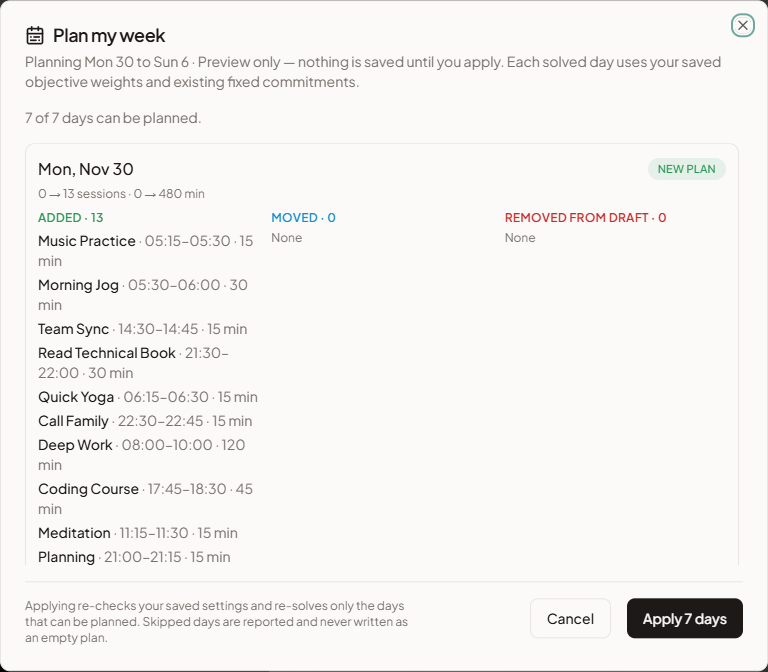 Plan my week
Planning Mon 30 to Sun 6 · Preview only — nothing is saved until you apply. Each solved day uses your saved
objective weights and existing fixed commitments.
7 of 7 days can be planned.
Mon, Nov 30
NEW PLAN
0 → 13 sessions · 0 → 480 min
ADDED · 13
Music Practice · 05:15–05:30 · 15
min
Morning Jog · 05:30–06:00 · 30
min
Team Sync · 14:30–14:45 · 15 min
Read Technical Book · 21:30–
22:00 · 30 min
Quick Yoga · 06:15–06:30 · 15 min
Call Family · 22:30–22:45 · 15 min
Deep Work · 08:00–10:00 · 120
min
Coding Course · 17:45–18:30 · 45
min
Meditation · 11:15–11:30 · 15 min
Planning · 21:00–21:15 · 15 min
MOVED · 0
None
REMOVED FROM DRAFT · 0
None
Applying re-checks your saved settings and re-solves only the days
that can be planned. Skipped days are reported and never written as
an empty plan.
Cancel
Apply 7 days